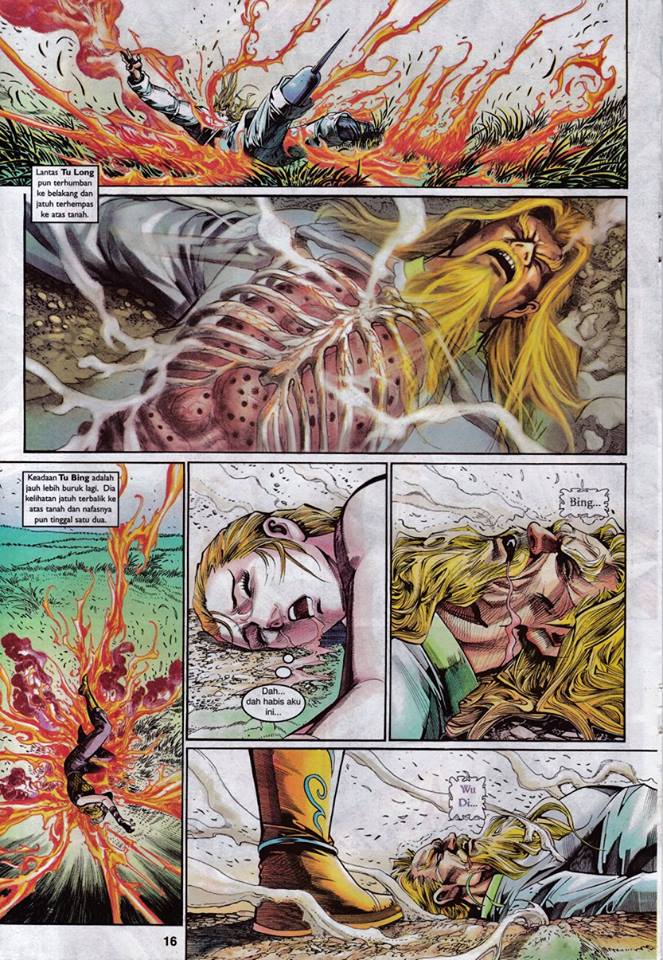 Lantas Tu Long
pun terhumban
ke belakang dan
jatuh terhempas
ke atas tanah.
Keadaan Tu Bing adalah
jauh lebih buruk lagi. Dia
kelihatan jatuh terbalik ke
atas tanah dan nafasnya
pun tinggal satu dua.
Dah...
dah habis aku
ini...
Bing...
Wu
Di...
16